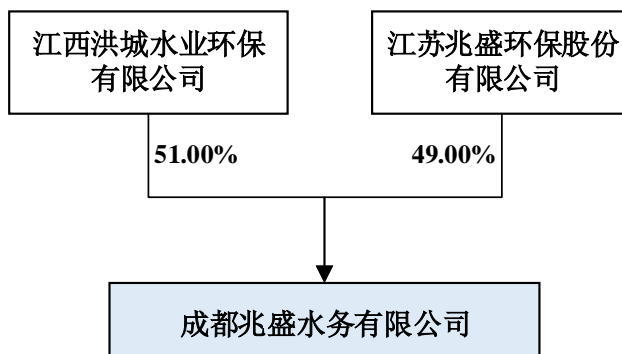 江西洪城水业环保
有限公司
江苏兆盛环保股份
有限公司
51.00%
49.00%
成都兆盛水务有限公司